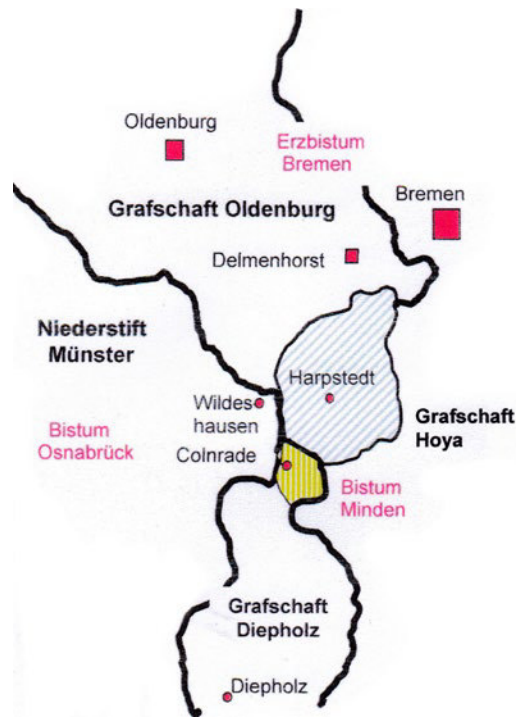 Oldenburg
Erzbistum
Bremen
Bremen
Grafschaft Oldenburg
Delmenhorst
Niederstift
Münster
Harpstedt
Wildes
hausen
Grafschaft
Hoya
Bistum
Osnabrück
Colnrade
Bistum
Minden
Grafschaft
Diepholz
Diepholz